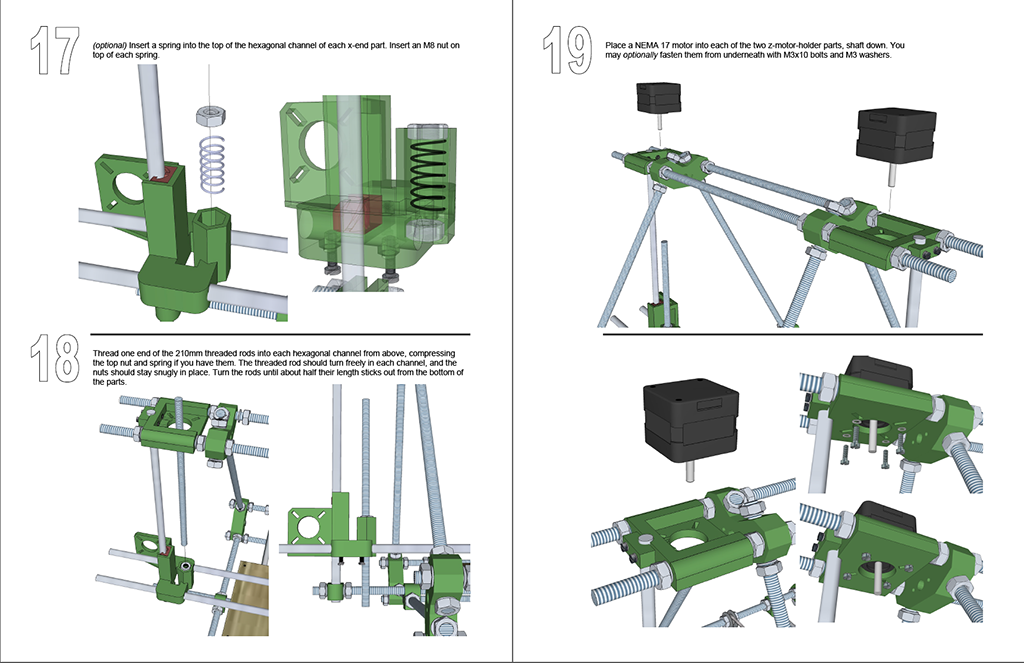 17
(optional) Insert a spring into the top of the hexagonal channel of each x-end part. Insert an M8 nut on
top of each spring.
18
Thread one end of the 210mm threaded rods into each hexagonal channel from above, compressing
the top nut and spring if you have them. The threaded rod should turn freely in each channel, and the
nuts should stay snugly in place. Turn the rods until about half their length sticks out from the bottom of
the parts.
19
Place a NEMA 17 motor into each of the two z-motor-holder parts, shaft down. You
may optionally fasten them from underneath with M3x10 bolts and M3 washers.